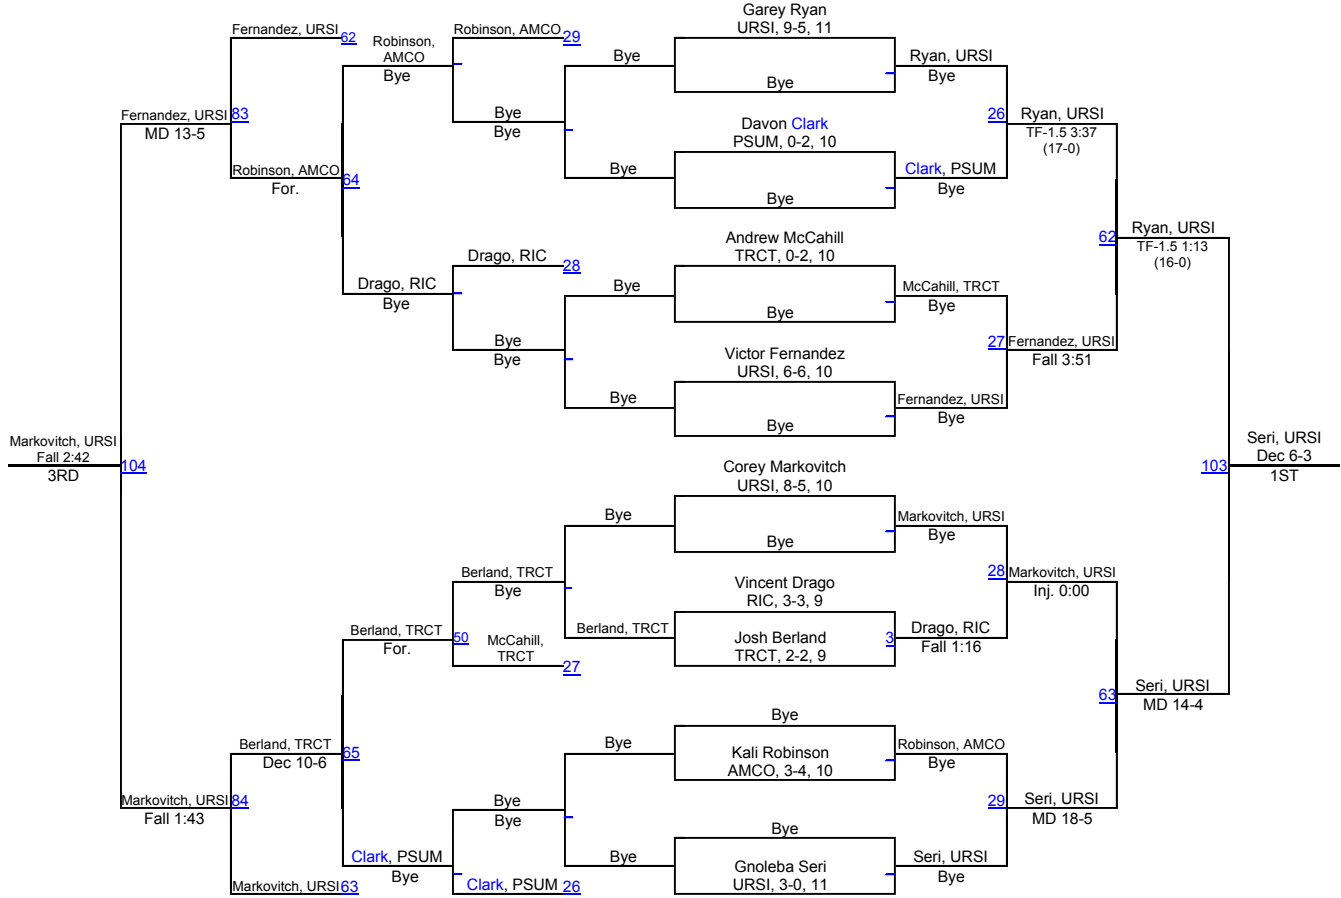 Garey Ryan
URSI, 9-5, 11
Fernandez, URSI
62
Robinson, AMCO
29
Robinson,
AMCO
Bye
Bye
Ryan, URSI
Bye
Bye
Fernandez, URSI
83
MD 13-5
Bye
Bye
26
Ryan, URSI
TF-1.5 3:37
(17-0)
Davon Clark
PSUM, 0-2, 10
Robinson, AMCO
64
For.
Bye
Clark, PSUM
Bye
Andrew McCahill
TRCT, 0-2, 10
62
Ryan, URSI
TF-1.5 1:13
(16-0)
Drago, RIC
28
Drago, RIC
Bye
Bye
McCahill, TRCT
Bye
Bye
Bye
Bye
27
Fernandez, URSI
Fall 3:51
Victor Fernandez
URSI, 6-6, 10
Bye
Fernandez, URSI
Bye
Bye
Markovitch, URSI
Fall 2:42
3RD
104
103
Seri, URSI
Dec 6-3
1ST
Corey Markovitch
URSI, 8-5, 10
Bye
Markovitch, URSI
Bye
Bye
Berland, TRCT
Bye
28
Markovitch, URSI
Inj. 0:00
Vincent Drago
RIC, 3-3, 9
Berland, TRCT
For.
50
McCahill,
TRCT
27
Berland, TRCT
Josh Berland
TRCT, 2-2, 9
3
Drago, RIC
Fall 1:16
63
Seri, URSI
MD 14-4
Bye
Berland, TRCT
65
Dec 10-6
Bye
Kali Robinson
AMCO, 3-4, 10
Robinson, AMCO
Bye
Markovitch, URSI
84
Fall 1:43
Bye
Bye
29
Seri, URSI
MD 18-5
Bye
Clark, PSUM
Bye
Bye
Gnoleba Seri
URSI, 3-0, 11
Seri, URSI
Bye
Markovitch, URSI
63
Clark, PSUM
26